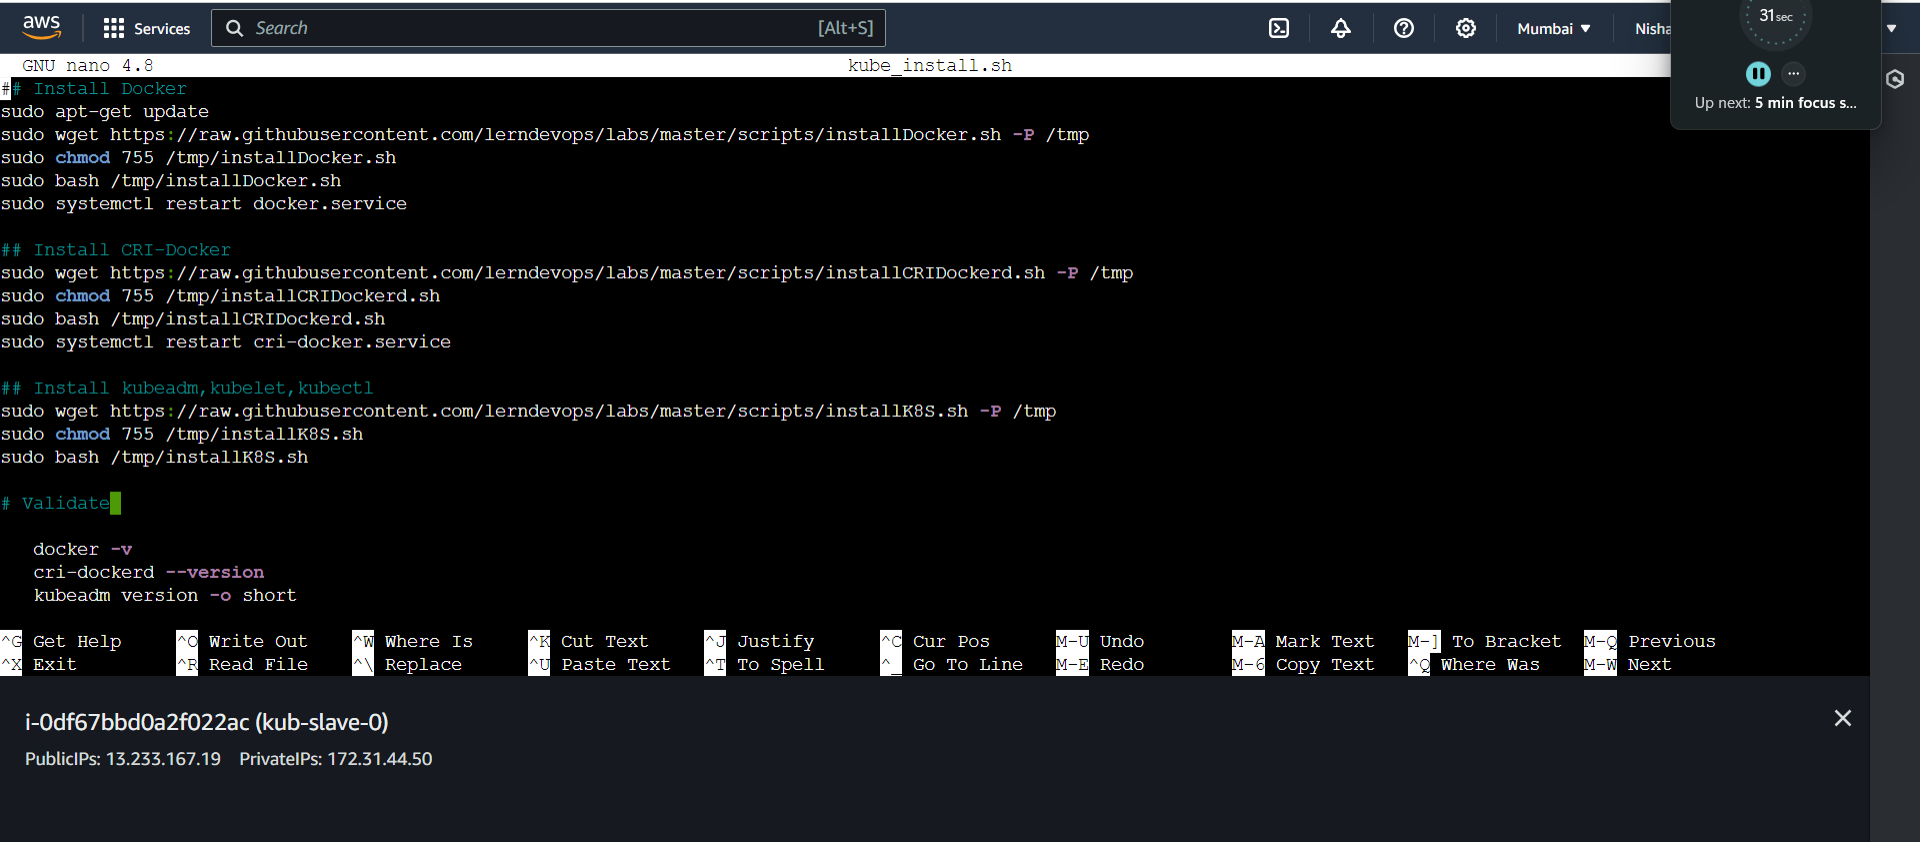 aws Services Search [Alt+S] Mumbai Nisha
31 sec
Up next: 5 min focus s...
GNU nano 4.8 kube_install.sh
## Install Docker
sudo apt-get update
sudo wget https://raw.githubusercontent.com/lerndevops/labs/master/scripts/installDocker.sh -P /tmp
sudo chmod 755 /tmp/installDocker.sh
sudo bash /tmp/installDocker.sh
sudo systemctl restart docker.service
## Install CRI-Docker
sudo wget https://raw.githubusercontent.com/lerndevops/labs/master/scripts/installCRIDockerd.sh -P /tmp
sudo chmod 755 /tmp/installCRIDockerd.sh
sudo bash /tmp/installCRIDockerd.sh
sudo systemctl restart cri-docker.service
## Install kubeadm,kubelet,kubectl
sudo wget https://raw.githubusercontent.com/lerndevops/labs/master/scripts/installK8S.sh -P /tmp
sudo chmod 755 /tmp/installK8S.sh
sudo bash /tmp/installK8S.sh
# Validate
docker -v
cri-dockerd --version
kubeadm version -o short
^G Get Help ^O Write Out ^W Where Is ^K Cut Text ^J Justify ^C Cur Pos M-U Undo M-A Mark Text M-] To Bracket M-Q Previous
^X Exit ^R Read File ^\ Replace ^U Paste Text ^T To Spell ^_ Go To Line M-E Redo M-6 Copy Text ^Q Where Was M-W Next
i-0df67bbd0a2f022ac (kub-slave-0)
PublicIPs: 13.233.167.19 PrivateIPs: 172.31.44.50